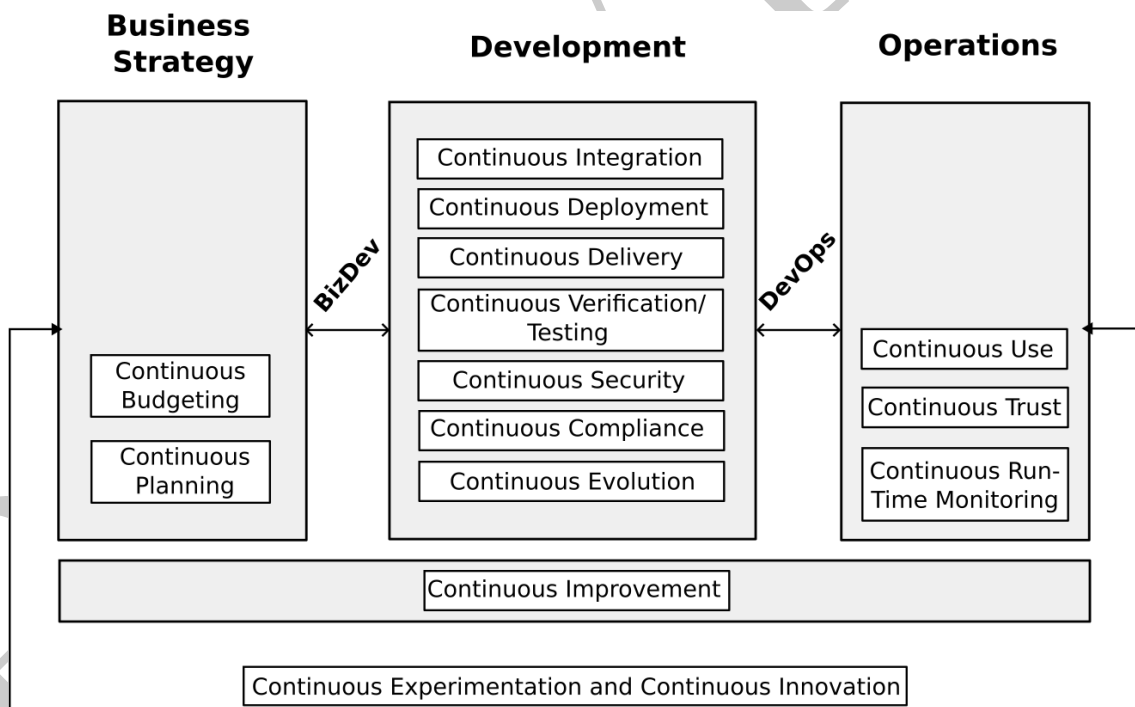 Business
Strategy
Development
Operations
Continuous Budgeting
Continuous Planning
BizDev
Continuous Integration
Continuous Deployment
Continuous Delivery
Continuous Verification/
Testing
Continuous Security
Continuous Compliance
Continuous Evolution
DevOps
Continuous Use
Continuous Trust
Continuous Run-
Time Monitoring
Continuous Improvement
Continuous Experimentation and Continuous Innovation